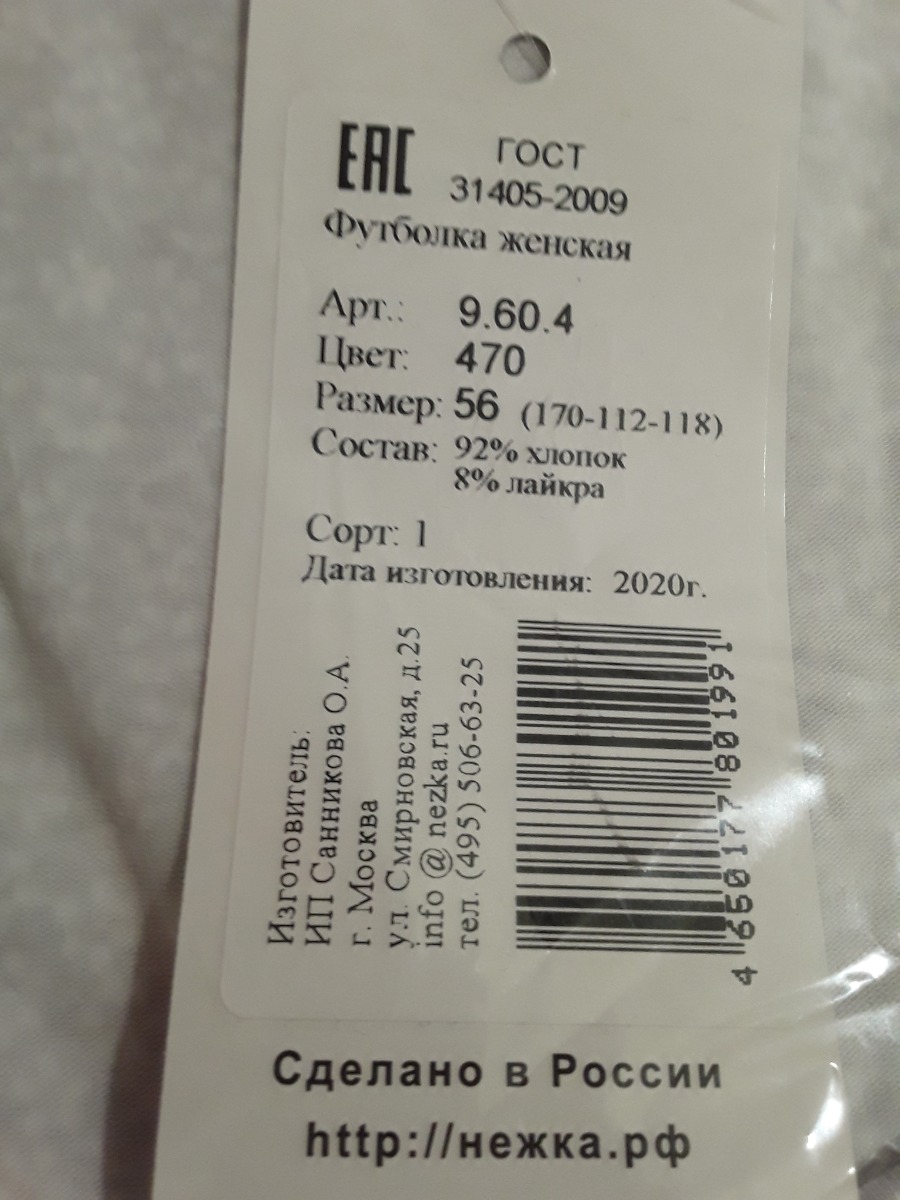 EAC
ГОСТ
31405-2009
Футболка женская
Арт.: 9.60.4
Цвет: 470
Размер: 56 (170-112-118)
Состав: 92% хлопок
8% лайкра
Сорт: 1
Дата изготовления: 2020г.
Изготовитель:
ИП Санникова О.А.
г. Москва
ул. Смирновская, д.25
info @ nezka.ru
тел. (495) 506-63-25
4 650177 801991
Сделано в России
http://нежка.рф